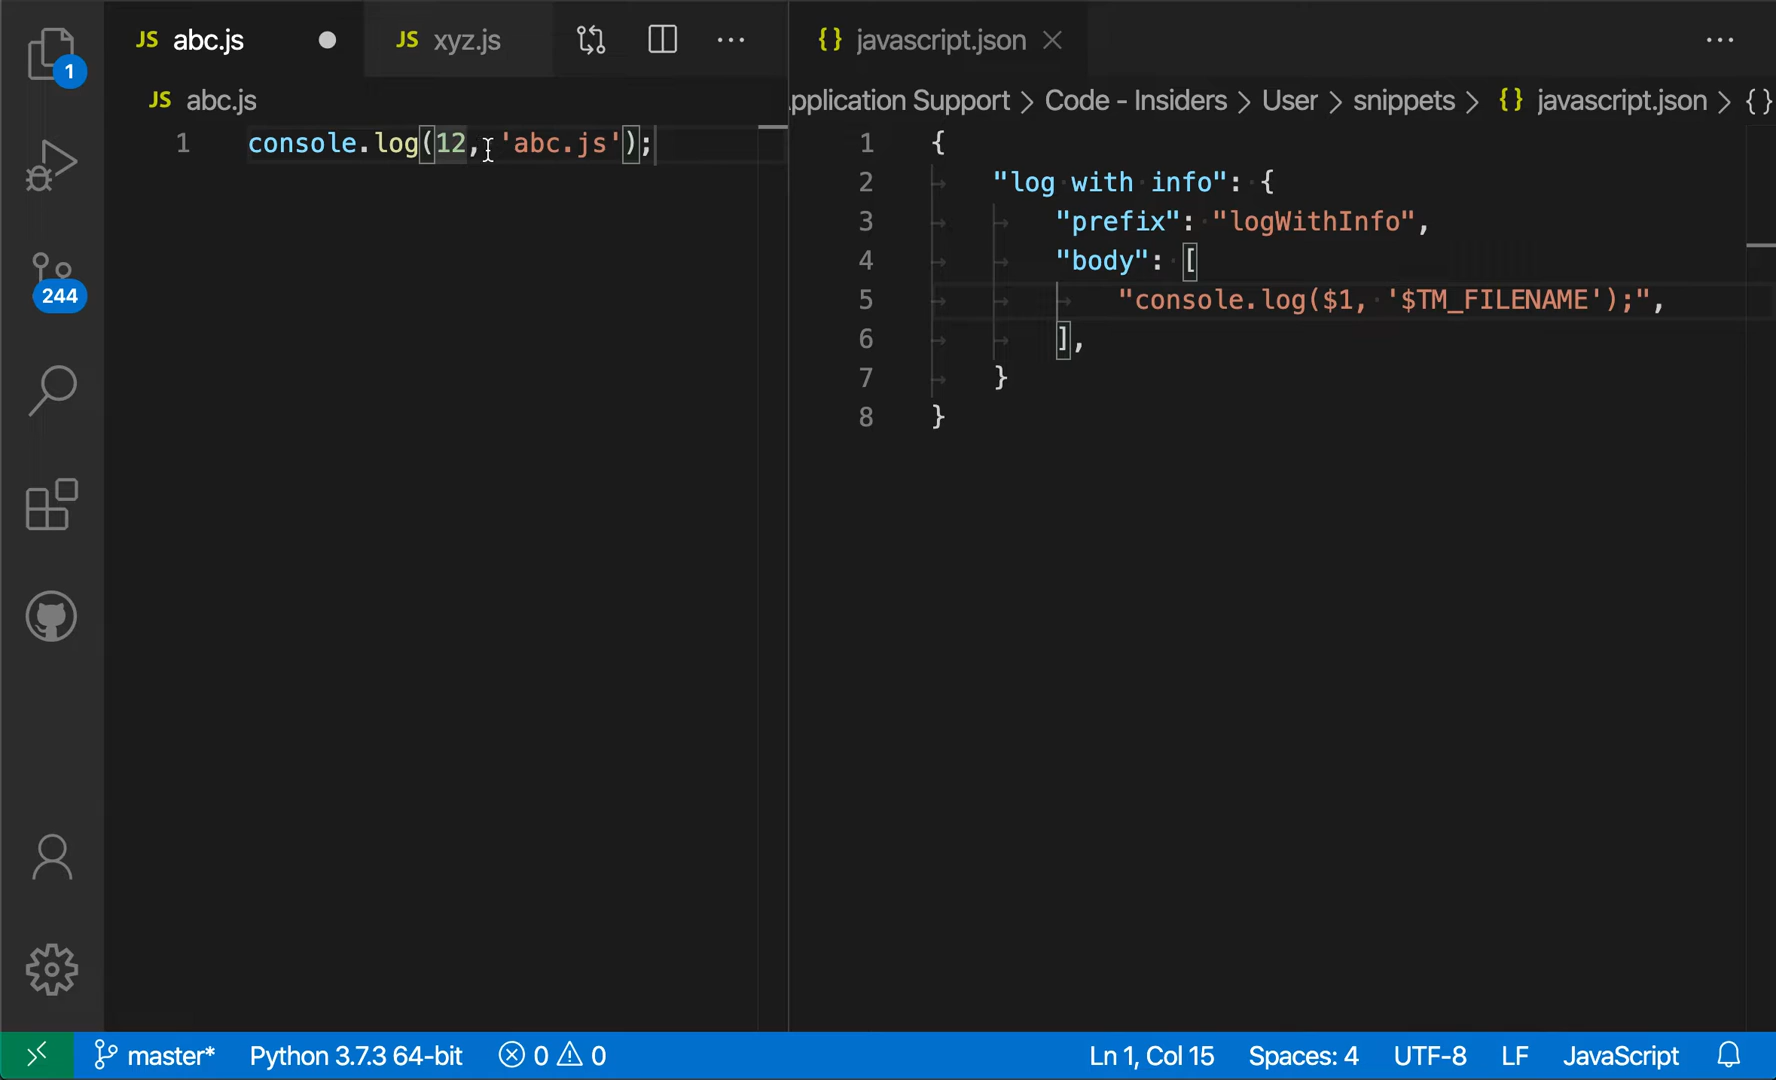 JS abc.js
JS xyz.js
{} javascript.json
1
JS abc.js
pplication Support > Code - Insiders > User > snippets > {} javascript.json > {}
1 console.log(12, 'abc.js');
1 {
2 "log with info": {
3 "prefix": "logWithInfo",
4 "body": [
5 "console.log($1, '$TM_FILENAME');",
6 ],
7 }
8 }
244
master* Python 3.7.3 64-bit 0 0 Ln 1, Col 15 Spaces: 4 UTF-8 LF JavaScript